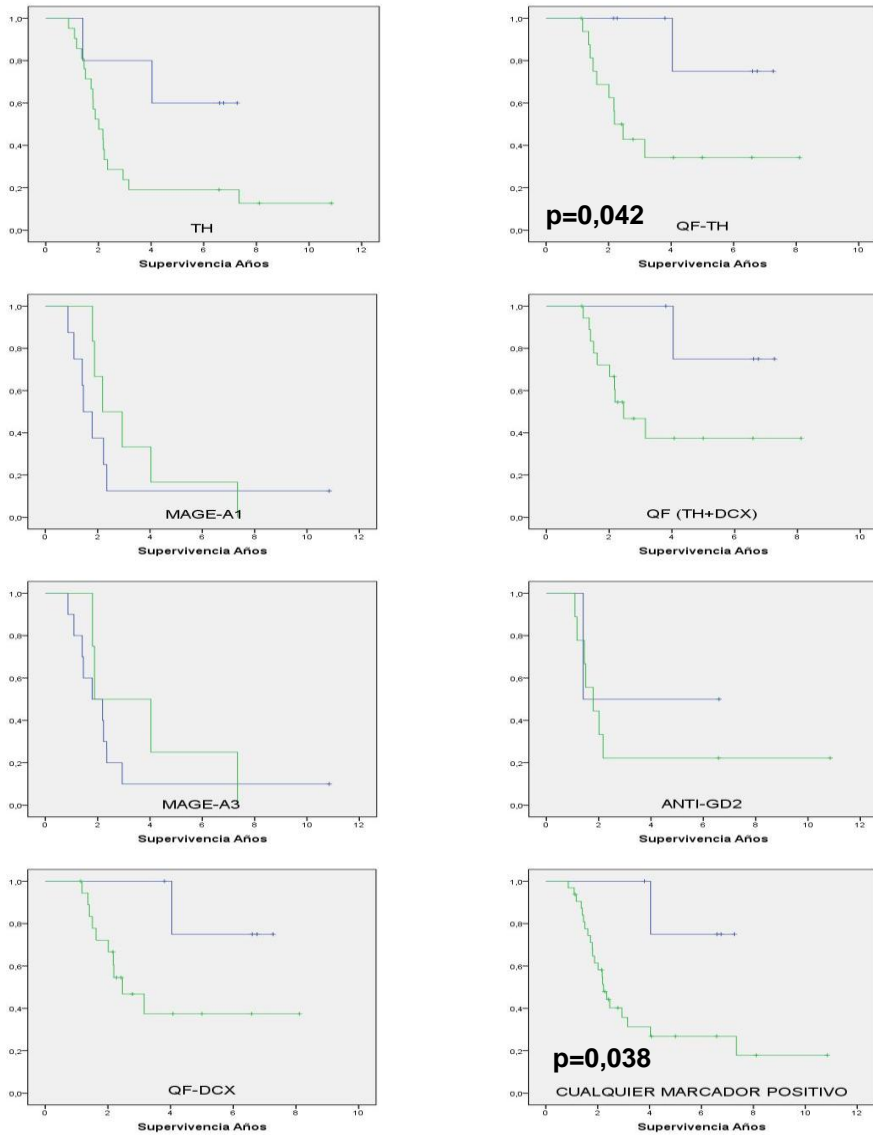 1,0
0,8
0,6
0,4
0,2
0,0
TH
0 2 4 6 8 10 12
Supervivencia Años
1,0
0,8
0,6
0,4
0,2
0,0
p=0,042
QF-TH
0 2 4 6 8 10
Supervivencia Años
1,0
0,8
0,6
0,4
0,2
0,0
MAGE-A1
0 2 4 6 8 10 12
Supervivencia Años
1,0
0,8
0,6
0,4
0,2
0,0
QF (TH+DCX)
0 2 4 6 8 10
Supervivencia Años
1,0
0,8
0,6
0,4
0,2
0,0
MAGE-A3
0 2 4 6 8 10 12
Supervivencia Años
1,0
0,8
0,6
0,4
0,2
0,0
ANTI-GD2
0 2 4 6 8 10 12
Supervivencia Años
1,0
0,8
0,6
0,4
0,2
0,0
QF-DCX
0 2 4 6 8 10
Supervivencia Años
1,0
0,8
0,6
0,4
0,2
0,0
p=0,038
CUALQUIER MARCADOR POSITIVO
0 2 4 6 8 10 12
Supervivencia Años